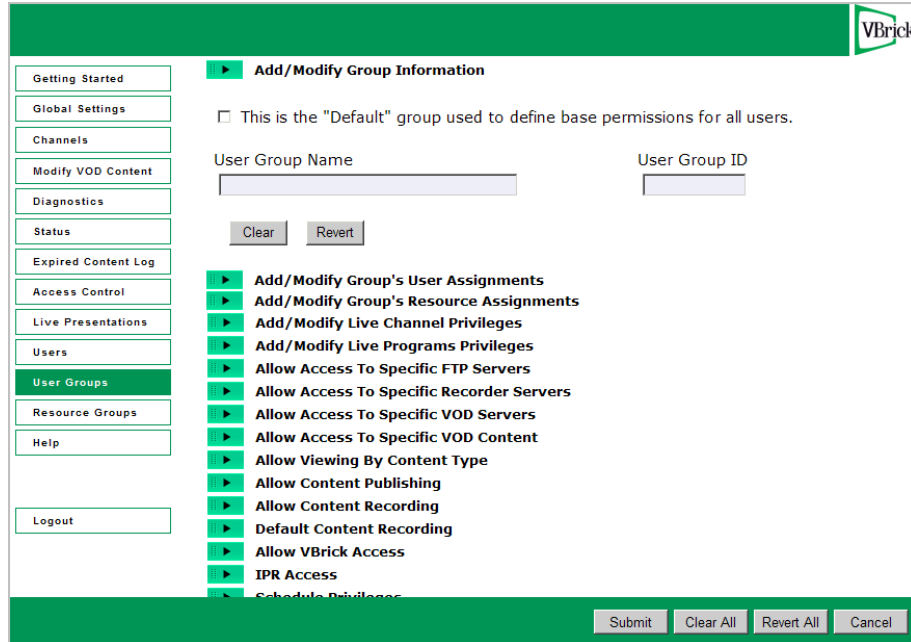 VBrick
Getting Started
Global Settings
Channels
Modify VOD Content
Diagnostics
Status
Expired Content Log
Access Control
Live Presentations
Users
User Groups
Resource Groups
Help
Logout
Add/Modify Group Information
This is the "Default" group used to define base permissions for all users.
User Group Name User Group ID
Clear Revert
Add/Modify Group's User Assignments
Add/Modify Group's Resource Assignments
Add/Modify Live Channel Privileges
Add/Modify Live Programs Privileges
Allow Access To Specific FTP Servers
Allow Access To Specific Recorder Servers
Allow Access To Specific VOD Servers
Allow Access To Specific VOD Content
Allow Viewing By Content Type
Allow Content Publishing
Allow Content Recording
Default Content Recording
Allow VBrick Access
IPR Access
Schedule Privileges
Submit Clear All Revert All Cancel